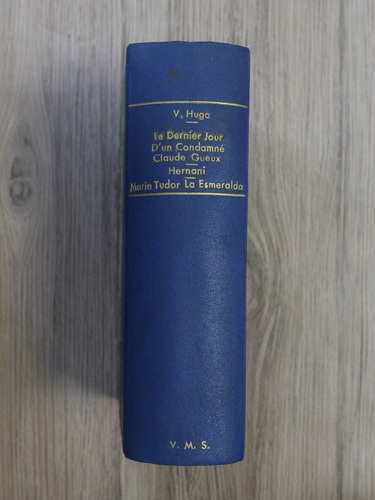 V. Hugo
Le Dernier Jour
D'un Condamné
Claude Gueux
Hernani
Marie Tudor La Esmeralda
V. M. S.